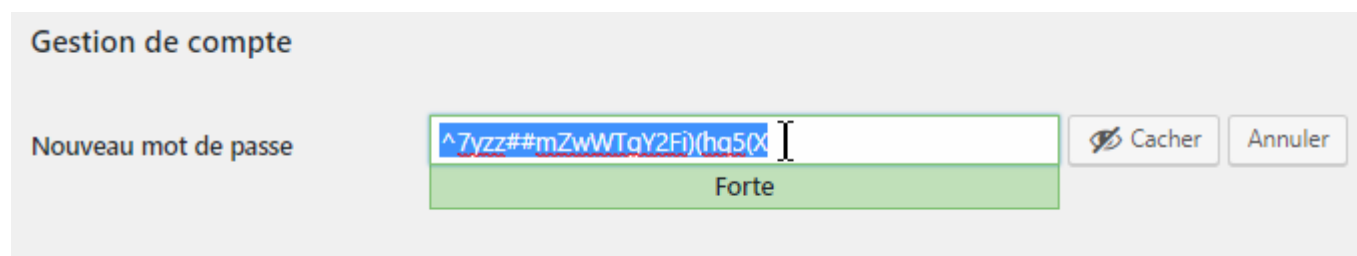 Gestion de compte
Nouveau mot de passe ^7yzz##mZwWTqY2Fi)(hq5(X Cacher Annuler
Forte